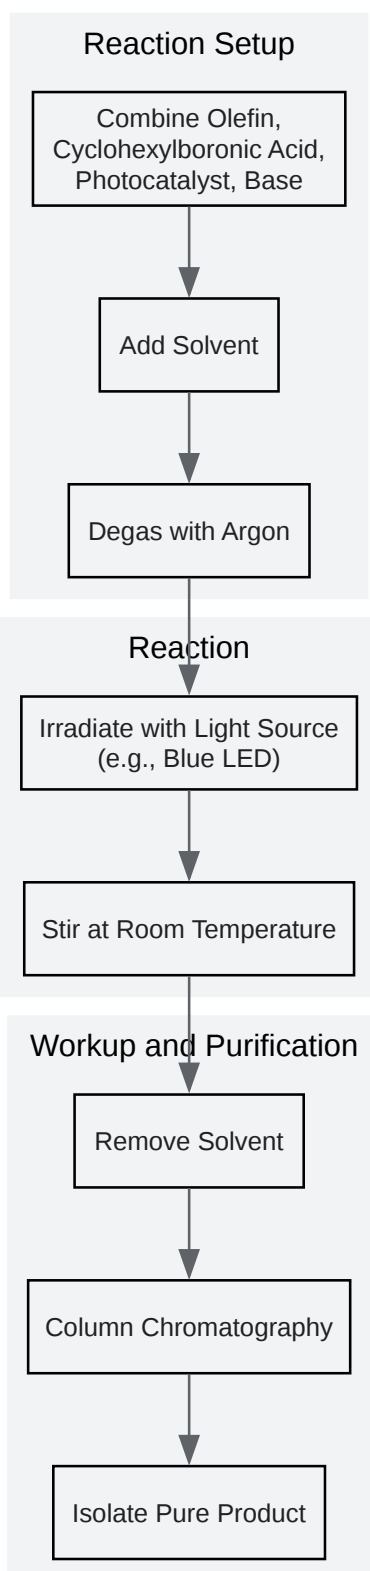 Reaction Setup
Combine Olefin,
Cyclohexylboronic Acid,
Photocatalyst, Base
Add Solvent
Degas with Argon
Reaction
Irradiate with Light Source
(e.g., Blue LED)
Stir at Room Temperature
Workup and Purification
Remove Solvent
Column Chromatography
Isolate Pure Product